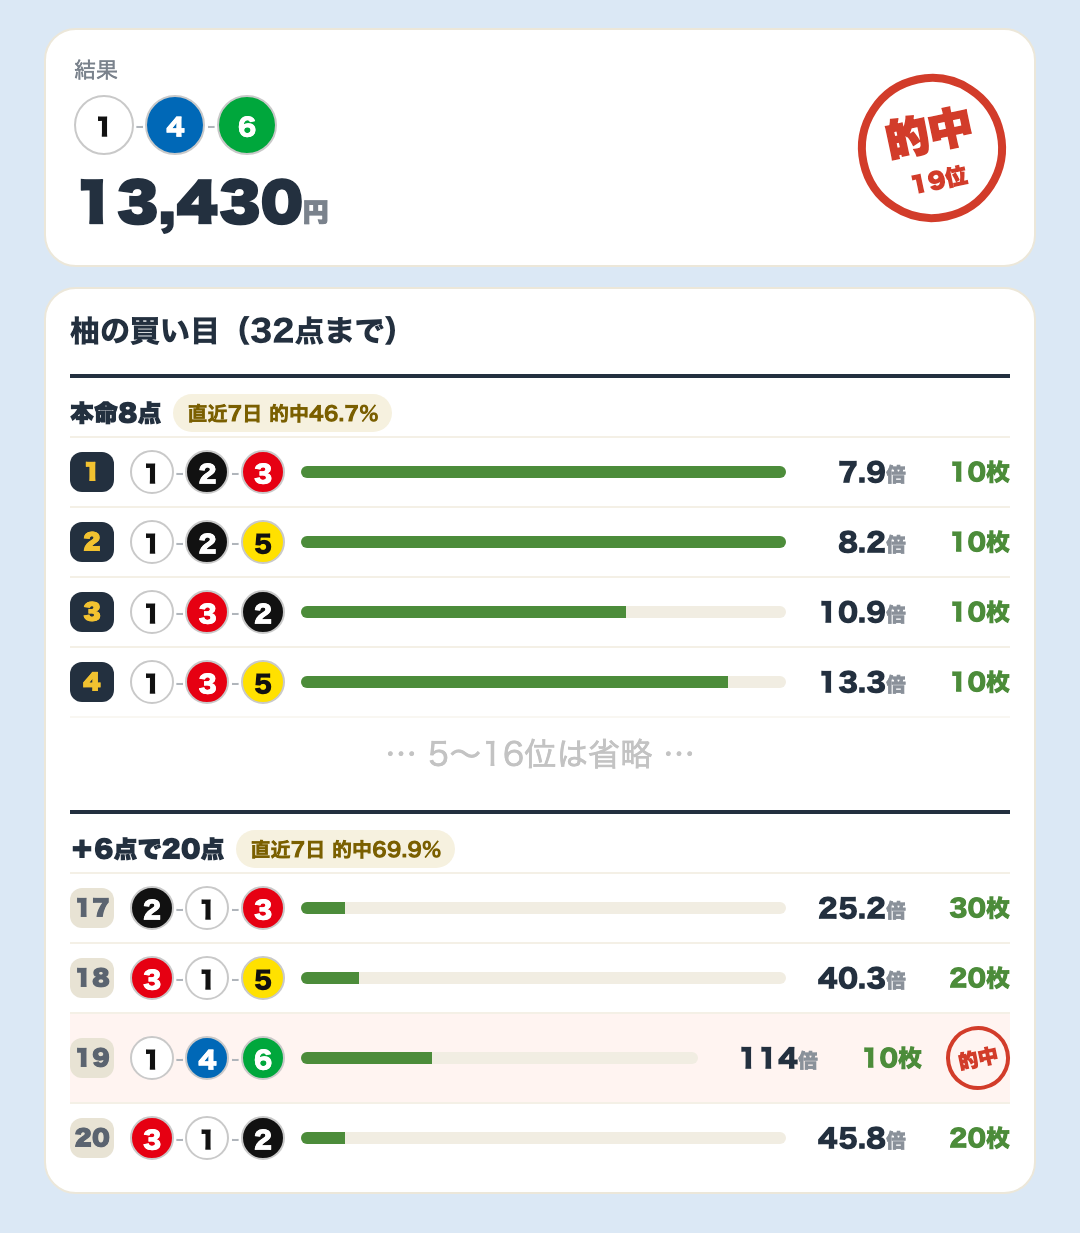 結果
1-4-6
13,430円
的中
19位
柚の買い目（32点まで）
本命8点 直近7日 的中46.7%
1 1-2-3 7.9倍 10枚
2 1-2-5 8.2倍 10枚
3 1-3-2 10.9倍 10枚
4 1-3-5 13.3倍 10枚
… 5〜16位は省略 …
+6点で20点 直近7日 的中69.9%
17 2-1-3 25.2倍 30枚
18 3-1-5 40.3倍 20枚
19 1-4-6 114倍 10枚 的中
20 3-1-2 45.8倍 20枚